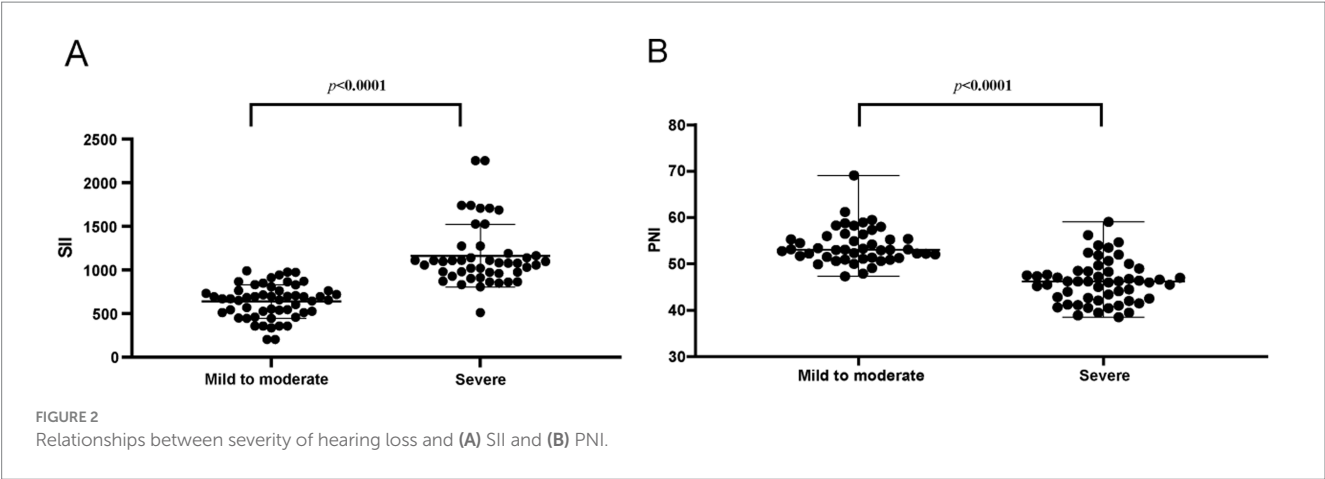 A
p<0.0001
SII
2500
2000
1500
1000
500
0
Mild to moderate
Severe
B
p<0.0001
PNI
80
70
60
50
40
30
Mild to moderate
Severe
FIGURE 2
Relationships between severity of hearing loss and (A) SII and (B) PNI.